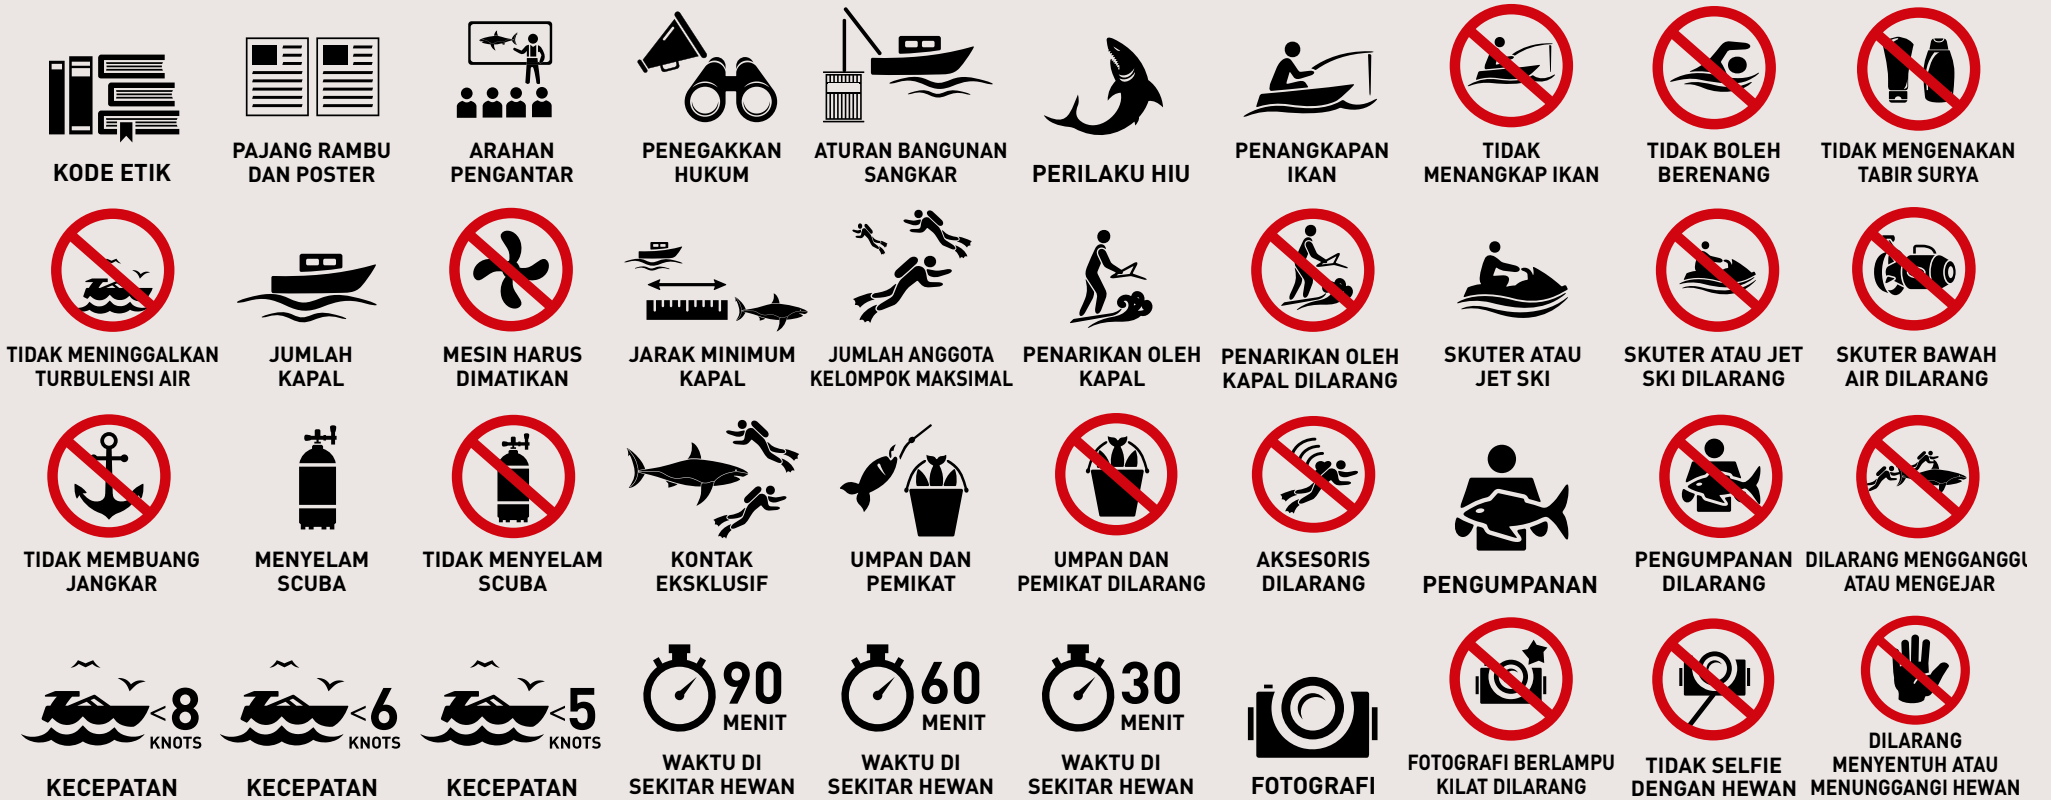 KODE ETIK
PAJANG RAMBU
DAN POSTER
ARAHAN
PENGANTAR
PENEGAKKAN
HUKUM
ATURAN BANGUNAN
SANGKAR
PERILAKU HIU
PENANGKAPAN
IKAN
TIDAK
MENANGKAP IKAN
TIDAK BOLEH
BERENANG
TIDAK MENGENAKAN
TABIR SURYA
TIDAK MENINGGALKAN
TURBULENSI AIR
JUMLAH
KAPAL
MESIN HARUS
DIMATIKAN
JARAK MINIMUM
KAPAL
JUMLAH ANGGOTA
KELOMPOK MAKSIMAL
PENARIKAN OLEH
KAPAL
PENARIKAN OLEH
KAPAL DILARANG
SKUTER ATAU
JET SKI
SKUTER ATAU JET
SKI DILARANG
SKUTER BAWAH
AIR DILARANG
TIDAK MEMBUANG
JANGKAR
MENYELAM
SCUBA
TIDAK MENYELAM
SCUBA
KONTAK
EKSKLUSIF
UMPAN DAN
PEMIKAT
UMPAN DAN
PEMIKAT DILARANG
AKSESORIS
DILARANG
PENGUMPANAN
PENGUMPANAN
DILARANG
DILARANG MENGGANGGU
ATAU MENGEJAR
<8
KNOTS
KECEPATAN
<6
KNOTS
KECEPATAN
<5
KNOTS
KECEPATAN
90
MENIT
WAKTU DI
SEKITAR HEWAN
60
MENIT
WAKTU DI
SEKITAR HEWAN
30
MENIT
WAKTU DI
SEKITAR HEWAN
FOTOGRAFI
FOTOGRAFI BERLAMPU
KILAT DILARANG
TIDAK SELFIE
DENGAN HEWAN
DILARANG
MENYENTUH ATAU
MENUNGGANGI HEWAN